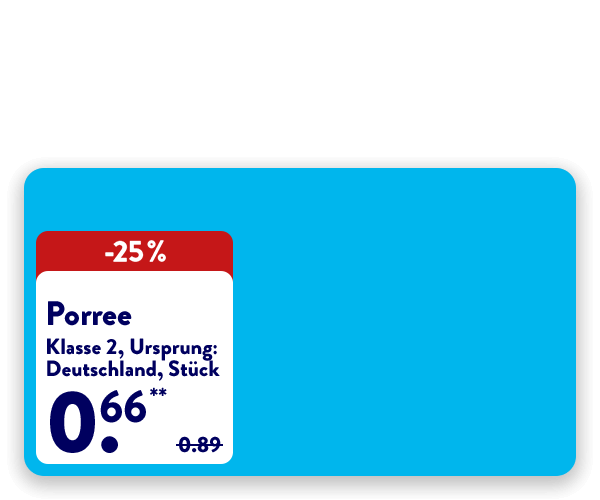 -25%
Porree
Klasse 2, Ursprung:
Deutschland, Stück
0.66**
0.89